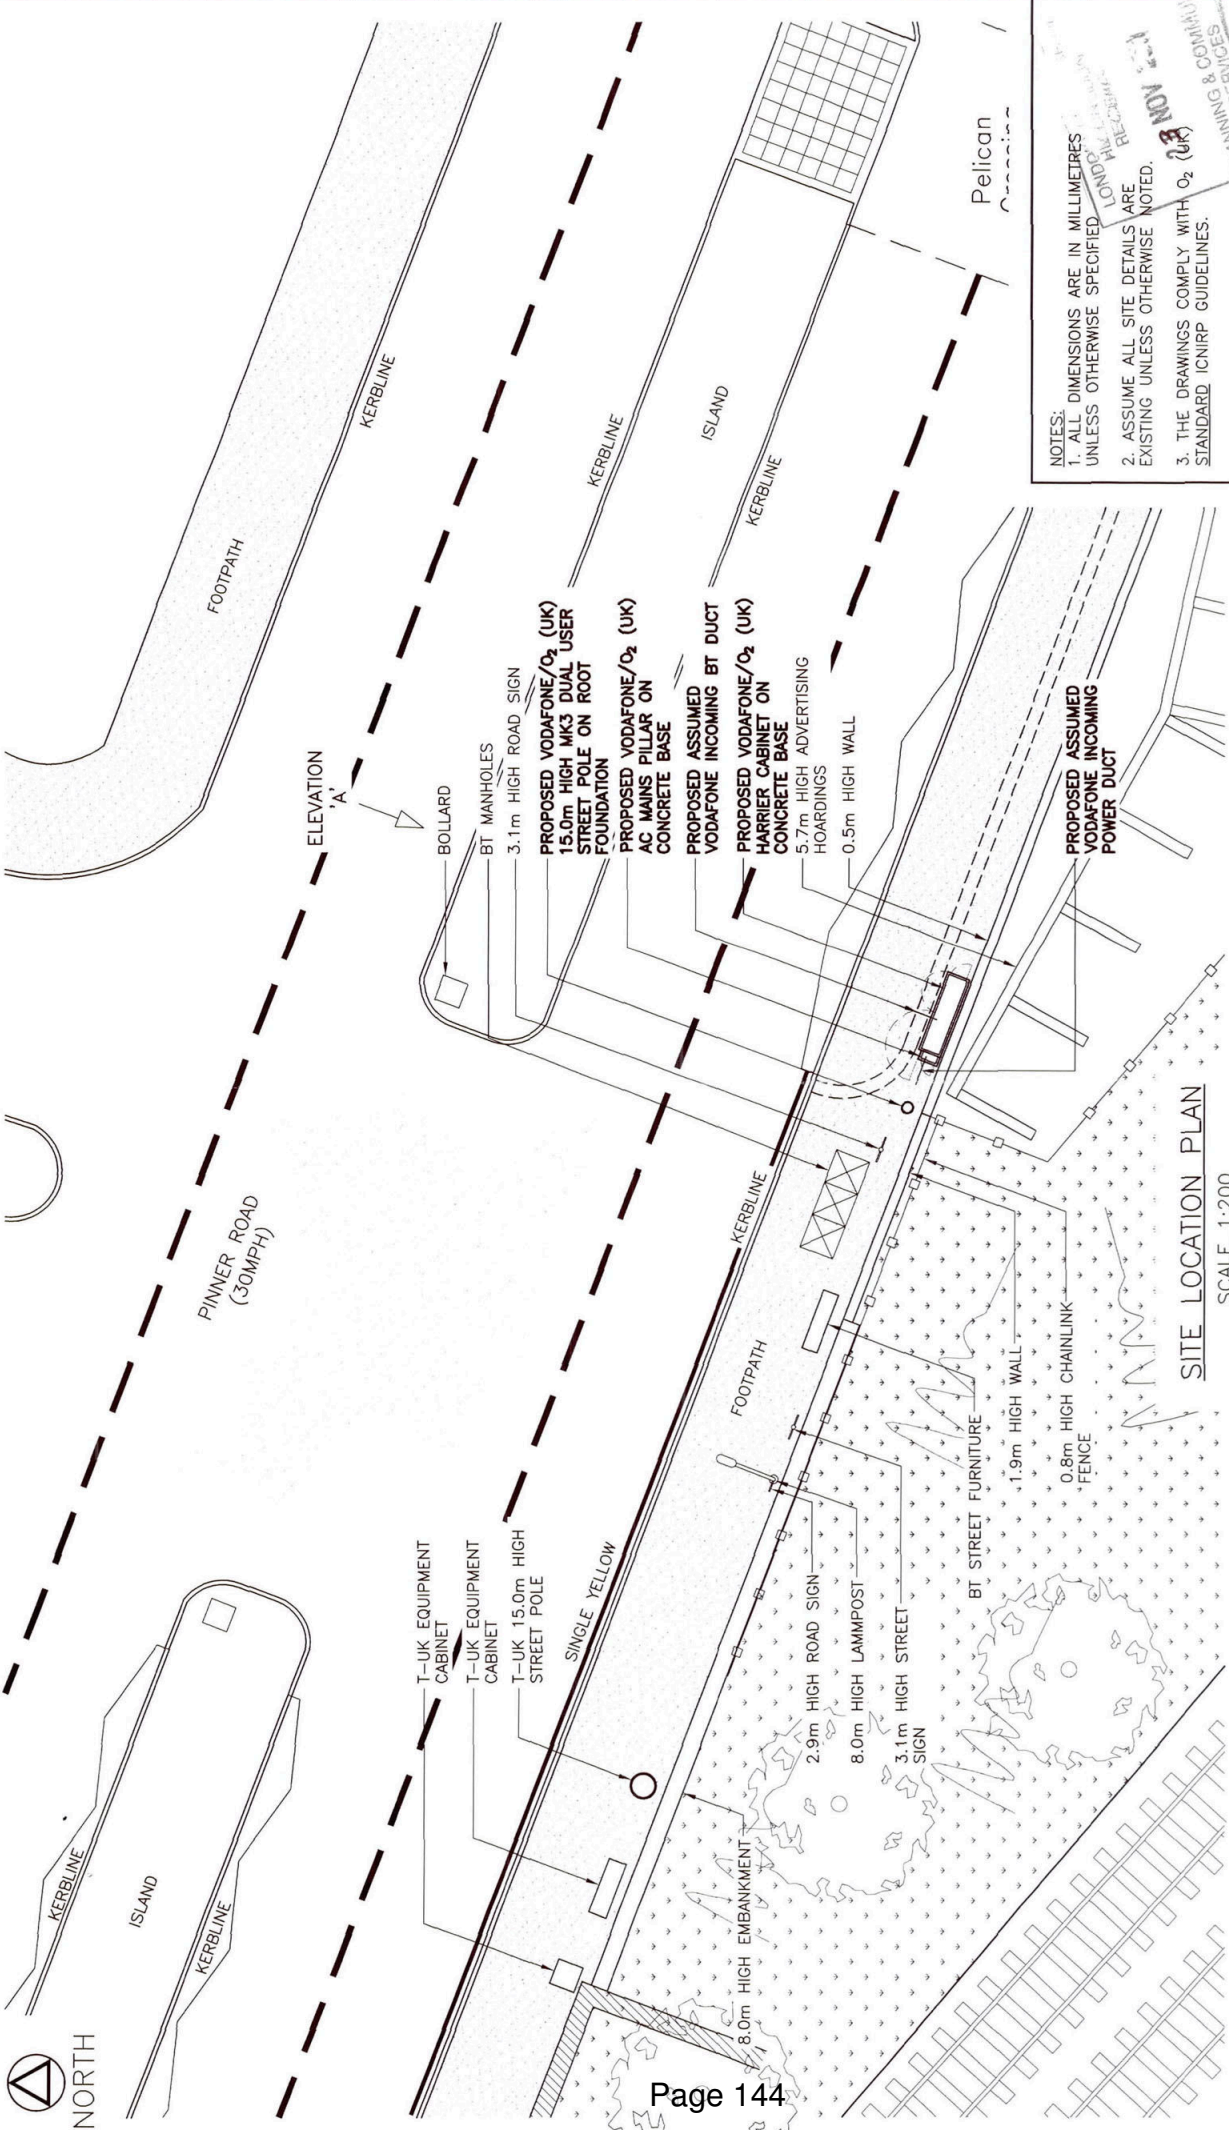 NORTH
KERBLINE
ISLAND
KERBLINE
PINNER ROAD
(30MPH)
FOOTPATH
KERBLINE
ELEVATION
'A'
KERBLINE
ISLAND
KERBLINE
Pelican
BOLLARD
BT MANHOLES
3.1m HIGH ROAD SIGN
PROPOSED VODAFONE/O₂ (UK)
15.0m HIGH MK3 DUAL USER
STREET POLE ON ROOT
FOUNDATION
PROPOSED VODAFONE/O₂ (UK)
AC MAINS PILLAR ON
CONCRETE BASE
PROPOSED ASSUMED
VODAFONE INCOMING BT DUCT
PROPOSED VODAFONE/O₂ (UK)
HARRIER CABINET ON
CONCRETE BASE
5.7m HIGH ADVERTISING
HOARDINGS
0.5m HIGH WALL
T-UK EQUIPMENT
CABINET
T-UK EQUIPMENT
CABINET
T-UK 15.0m HIGH
STREET POLE
SINGLE YELLOW
KERBLINE
FOOTPATH
PROPOSED ASSUMED
VODAFONE INCOMING
POWER DUCT
8.0m HIGH EMBANKMENT
2.9m HIGH ROAD SIGN
8.0m HIGH LAMMPOST
3.1m HIGH STREET
SIGN
BT STREET FURNITURE
1.9m HIGH WALL
0.8m HIGH CHAINLINK
FENCE
SITE LOCATION PLAN
SCALE 1:200
NOTES:
1. ALL DIMENSIONS ARE IN MILLIMETRES
UNLESS OTHERWISE SPECIFIED
2. ASSUME ALL SITE DETAILS ARE
EXISTING UNLESS OTHERWISE NOTED.
3. THE DRAWINGS COMPLY WITH O₂ (UK)
STANDARD ICNIRP GUIDELINES.
23 NOV
Page 144